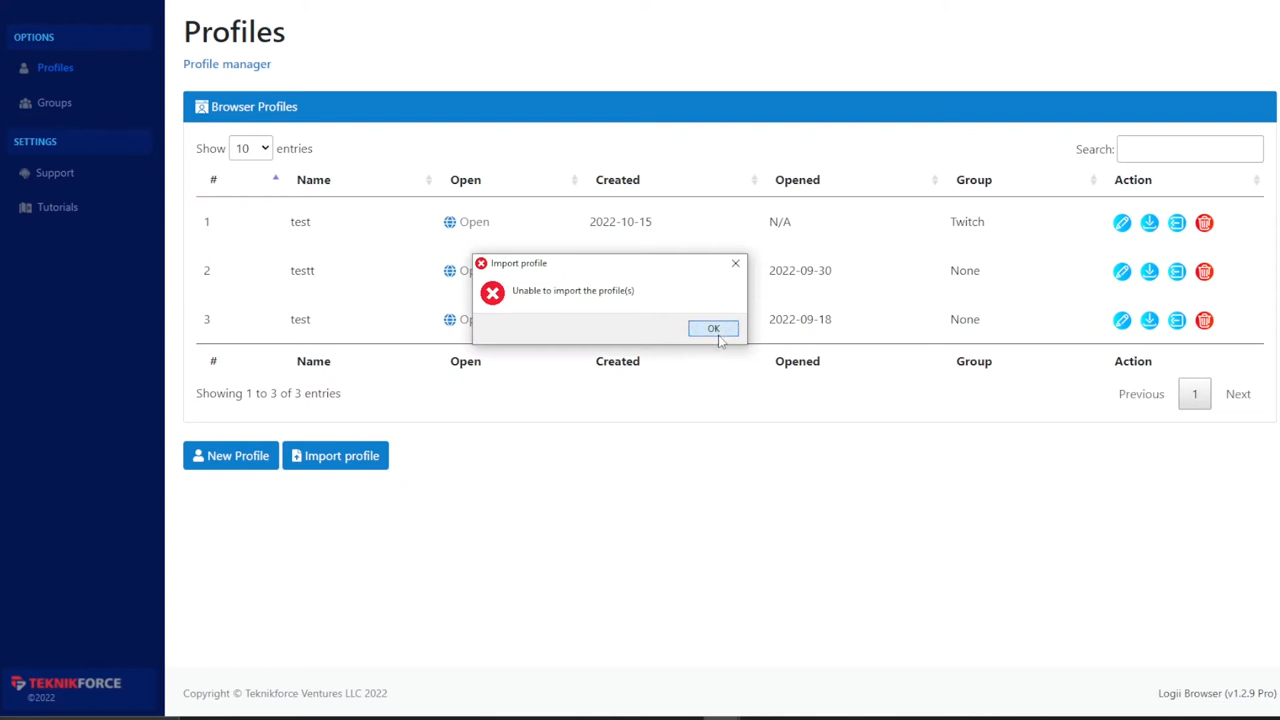 OPTIONS
Profiles
Groups
SETTINGS
Support
Tutorials
TEKNIKFORCE
©2022
Profiles
Profile manager
Browser Profiles
Show 10 entries
Search:
# Name Open Created Opened Group Action
1 test Open 2022-10-15 N/A Twitch
2 testt 2022-09-30 None
3 test 2022-09-18 None
Import profile
Unable to import the profile(s)
OK
# Name Open Created Opened Group Action
Showing 1 to 3 of 3 entries
Previous 1 Next
New Profile Import profile
Copyright © Teknikforce Ventures LLC 2022
Logii Browser (v1.2.9 Pro)